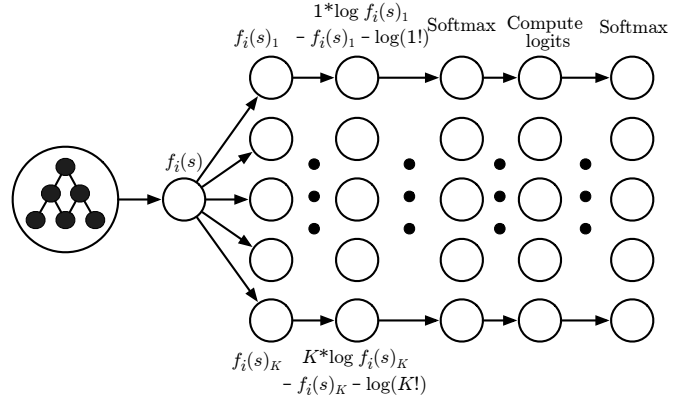 1*log f_i(s)_1
f_i(s)_1 – f_i(s)_1 – log(1!) Softmax Compute Softmax
logits
f_i(s)
f_i(s)_K K*log f_i(s)_K
– f_i(s)_K – log(K!)